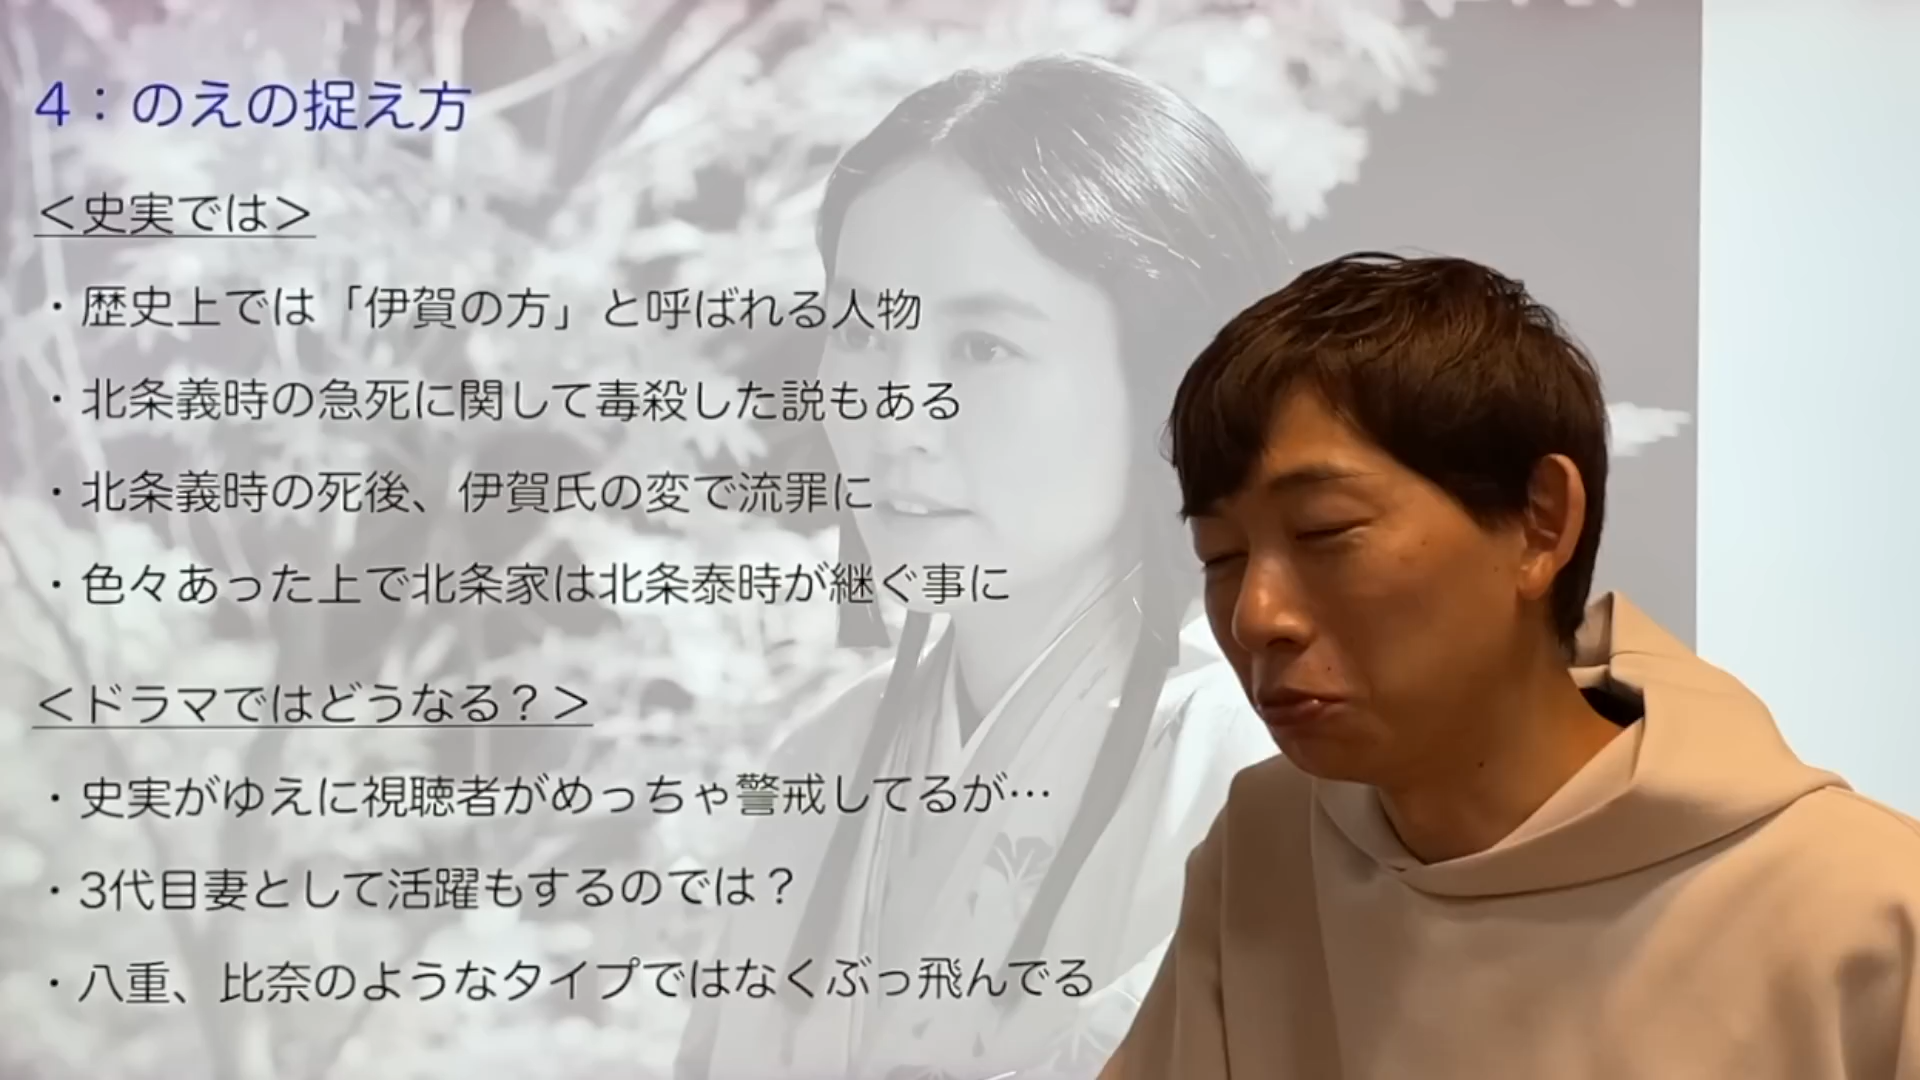 4：のえの捉え方
＜史実では＞
・歴史上では「伊賀の方」と呼ばれる人物
・北条義時の急死に関して毒殺した説もある
・北条義時の死後、伊賀氏の変で流罪に
・色々あった上で北条家は北条泰時が継ぐ事に
＜ドラマではどうなる？＞
・史実がゆえに視聴者がめっちゃ警戒してるが…
・3代目妻として活躍もするのでは？
・八重、比奈のようなタイプではなくぶっ飛んでる